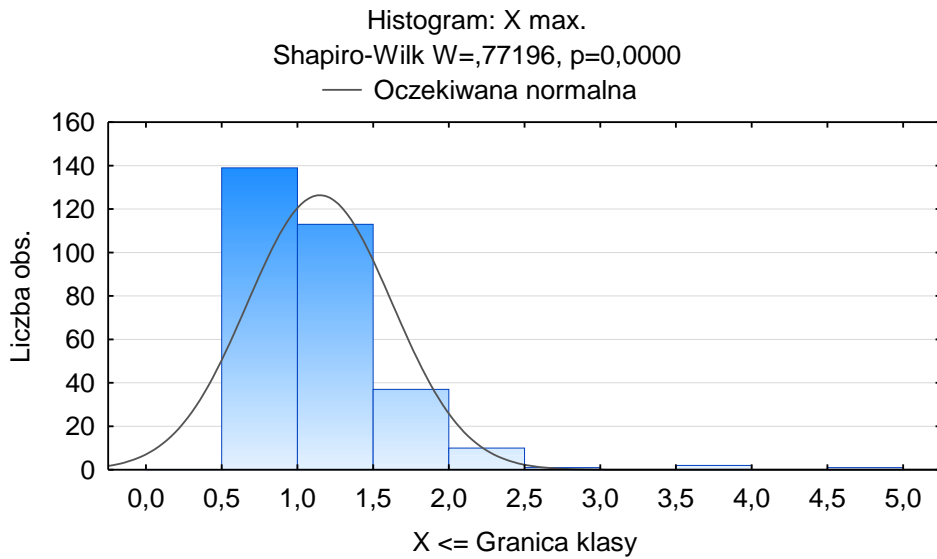 Histogram: X max.
Shapiro-Wilk W=,77196, p=0,0000
Oczekiwana normalna
160
140
120
100
80
60
40
20
0
Liczba obs.
0,0 0,5 1,0 1,5 2,0 2,5 3,0 3,5 4,0 4,5 5,0
X <= Granica klasy